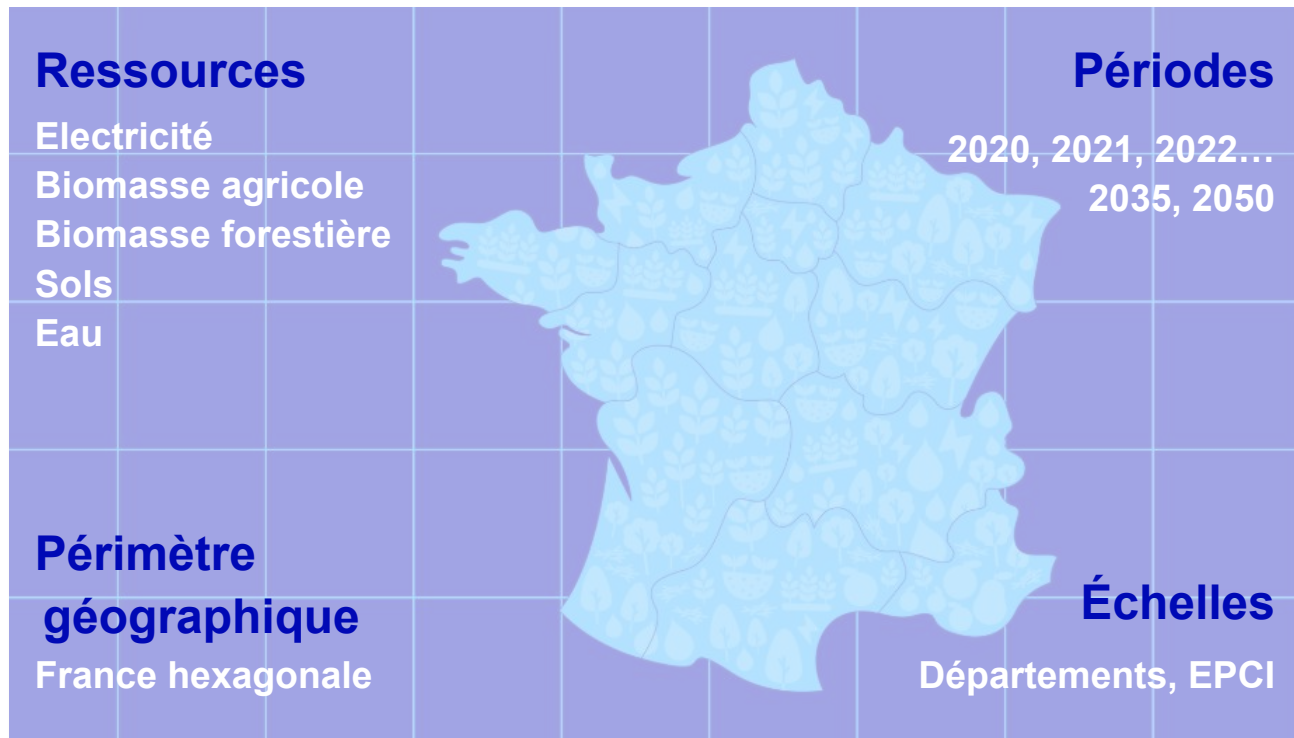 Ressources
Electricité
Biomasse agricole
Biomasse forestière
Sols
Eau
Périodes
2020, 2021, 2022…
2035, 2050
Périmètre
géographique
France hexagonale
Échelles
Départements, EPCI